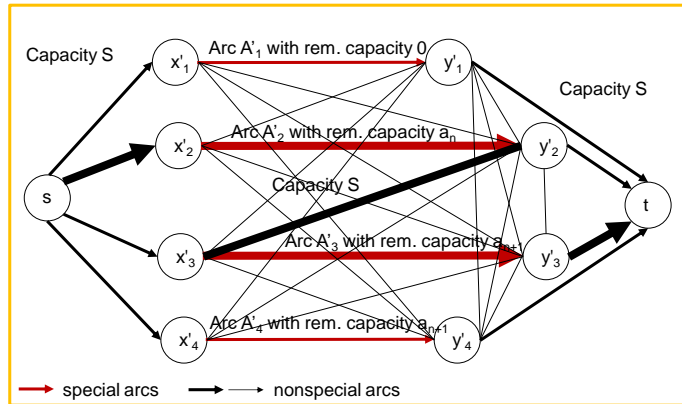 Capacity S
x'1
Arc A'1 with rem. capacity 0
y'1
Capacity S
x'2
Arc A'2 with rem. capacity an
y'2
Capacity S
s
t
x'3
Arc A'3 with rem. capacity an+1
y'3
x'4
Arc A'4 with rem. capacity an+1
y'4
special arcs
nonspecial arcs